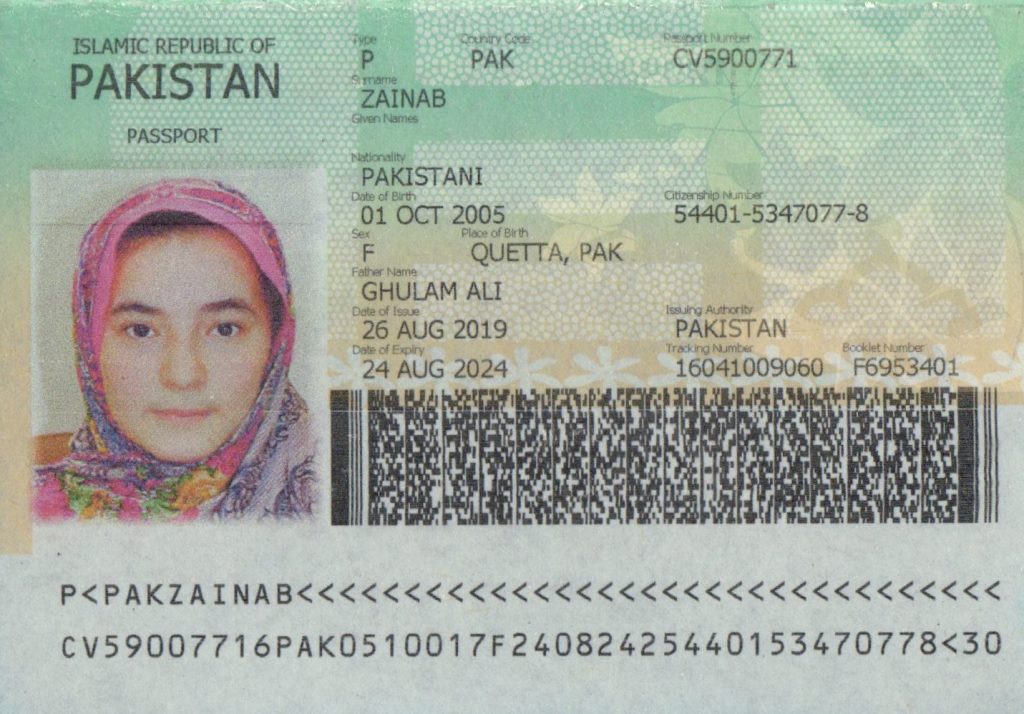 ISLAMIC REPUBLIC OF
PAKISTAN
PASSPORT
Type Country Code Passport Number
P PAK CV5900771
Surname
ZAINAB
Given Names
Nationality
PAKISTANI
Date of Birth Citizenship Number
01 OCT 2005 54401-5347077-8
Sex Place of Birth
F QUETTA, PAK
Father Name
GHULAM ALI
Date of Issue Issuing Authority
26 AUG 2019 PAKISTAN
Date of Expiry Tracking Number Booklet Number
24 AUG 2024 16041009060 F6953401
P<PAKZAINAB<<<<<<<<<<<<<<<<<<<<<<<<<<<<<<<<<
CV59007716PAK0510017F2408242544015347077​8<30